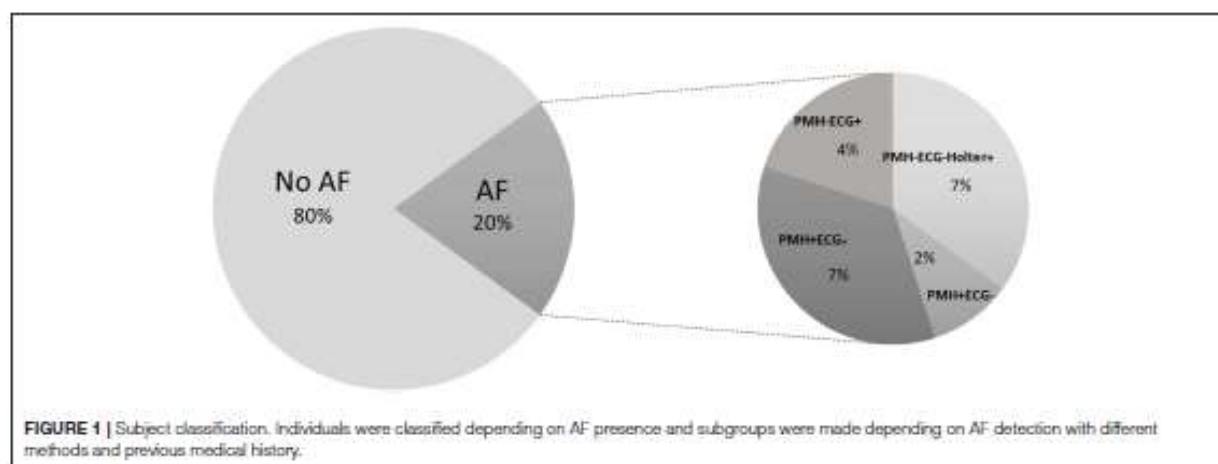 No AF
80%
AF
20%
PMH-ECG+
4%
PMH-ECG-Holter+
7%
7%
2%
PMH+ECG-
FIGURE 1 | Subject classification. Individuals were classified depending on AF presence and subgroups were made depending on AF detection with different
methods and previous medical history.